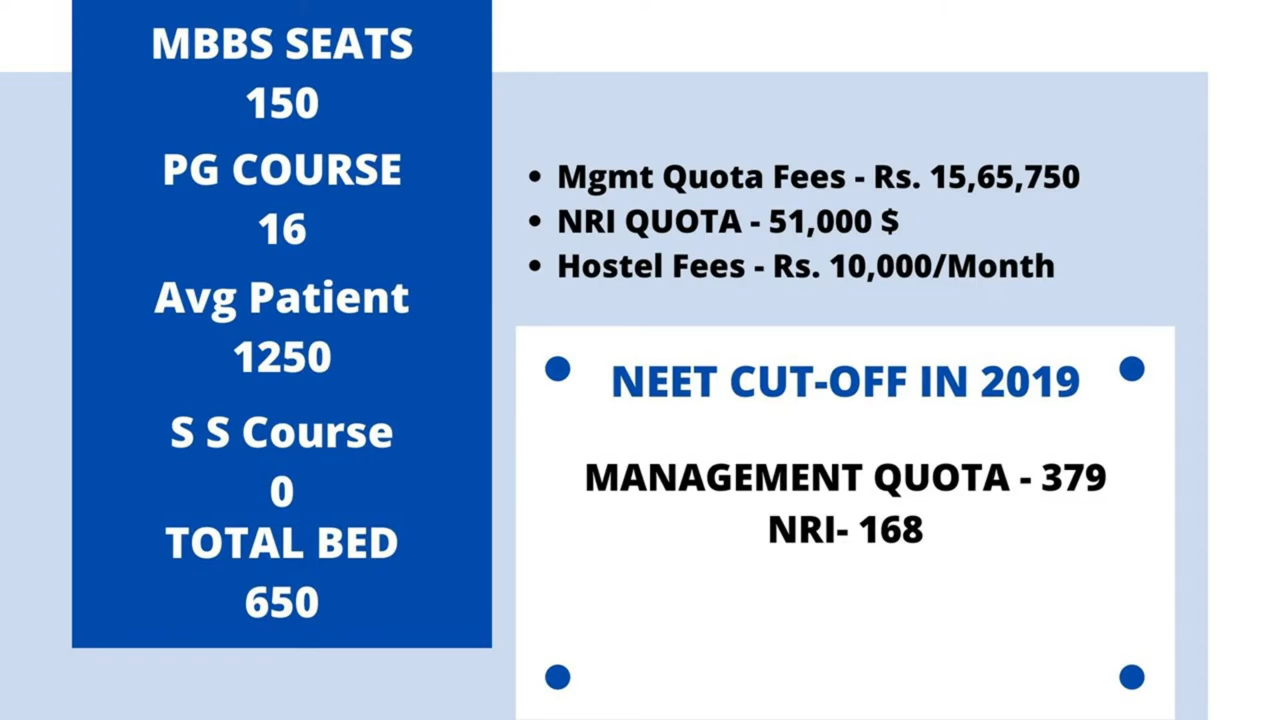 MBBS SEATS
150
PG COURSE
16
Avg Patient
1250
S S Course
0
TOTAL BED
650
• Mgmt Quota Fees - Rs. 15,65,750
• NRI QUOTA - 51,000 $
• Hostel Fees - Rs. 10,000/Month
NEET CUT-OFF IN 2019
MANAGEMENT QUOTA - 379
NRI- 168